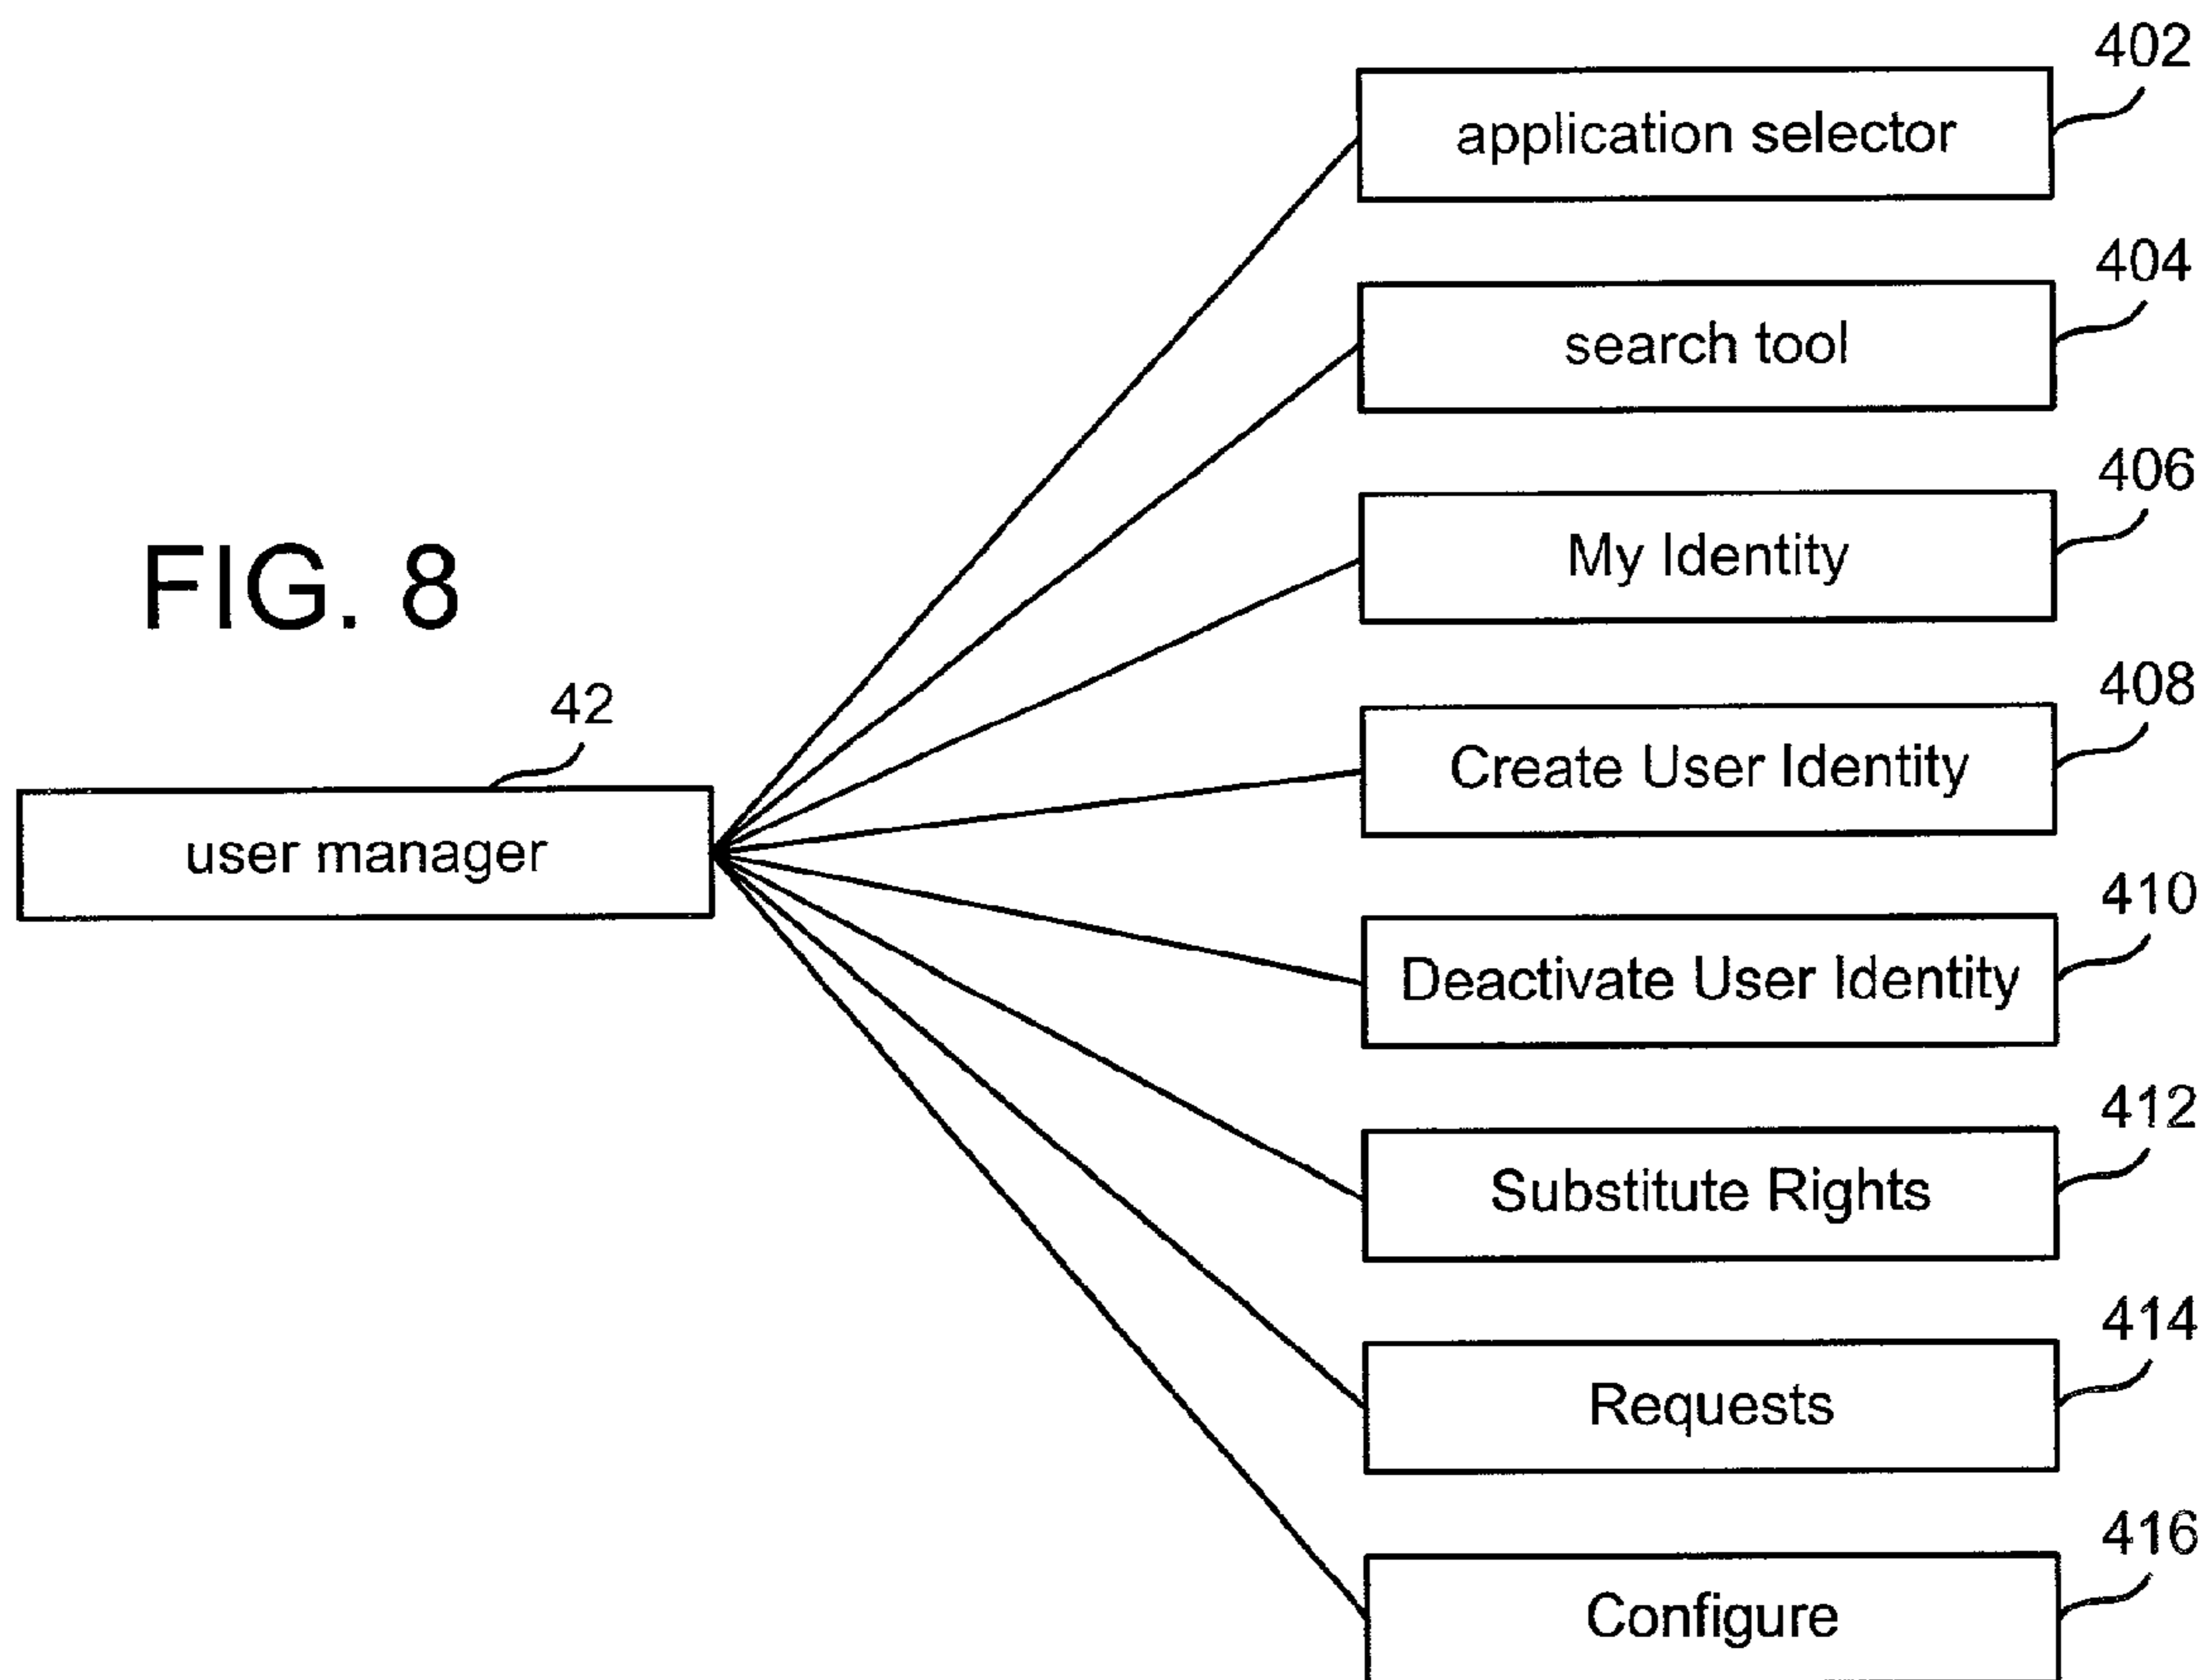 402
application selector
404
search tool
406
My Identity
FIG. 8
408
Create User Identity
42
user manager
410
Deactivate User Identity
412
Substitute Rights
414
Requests
416
Configure